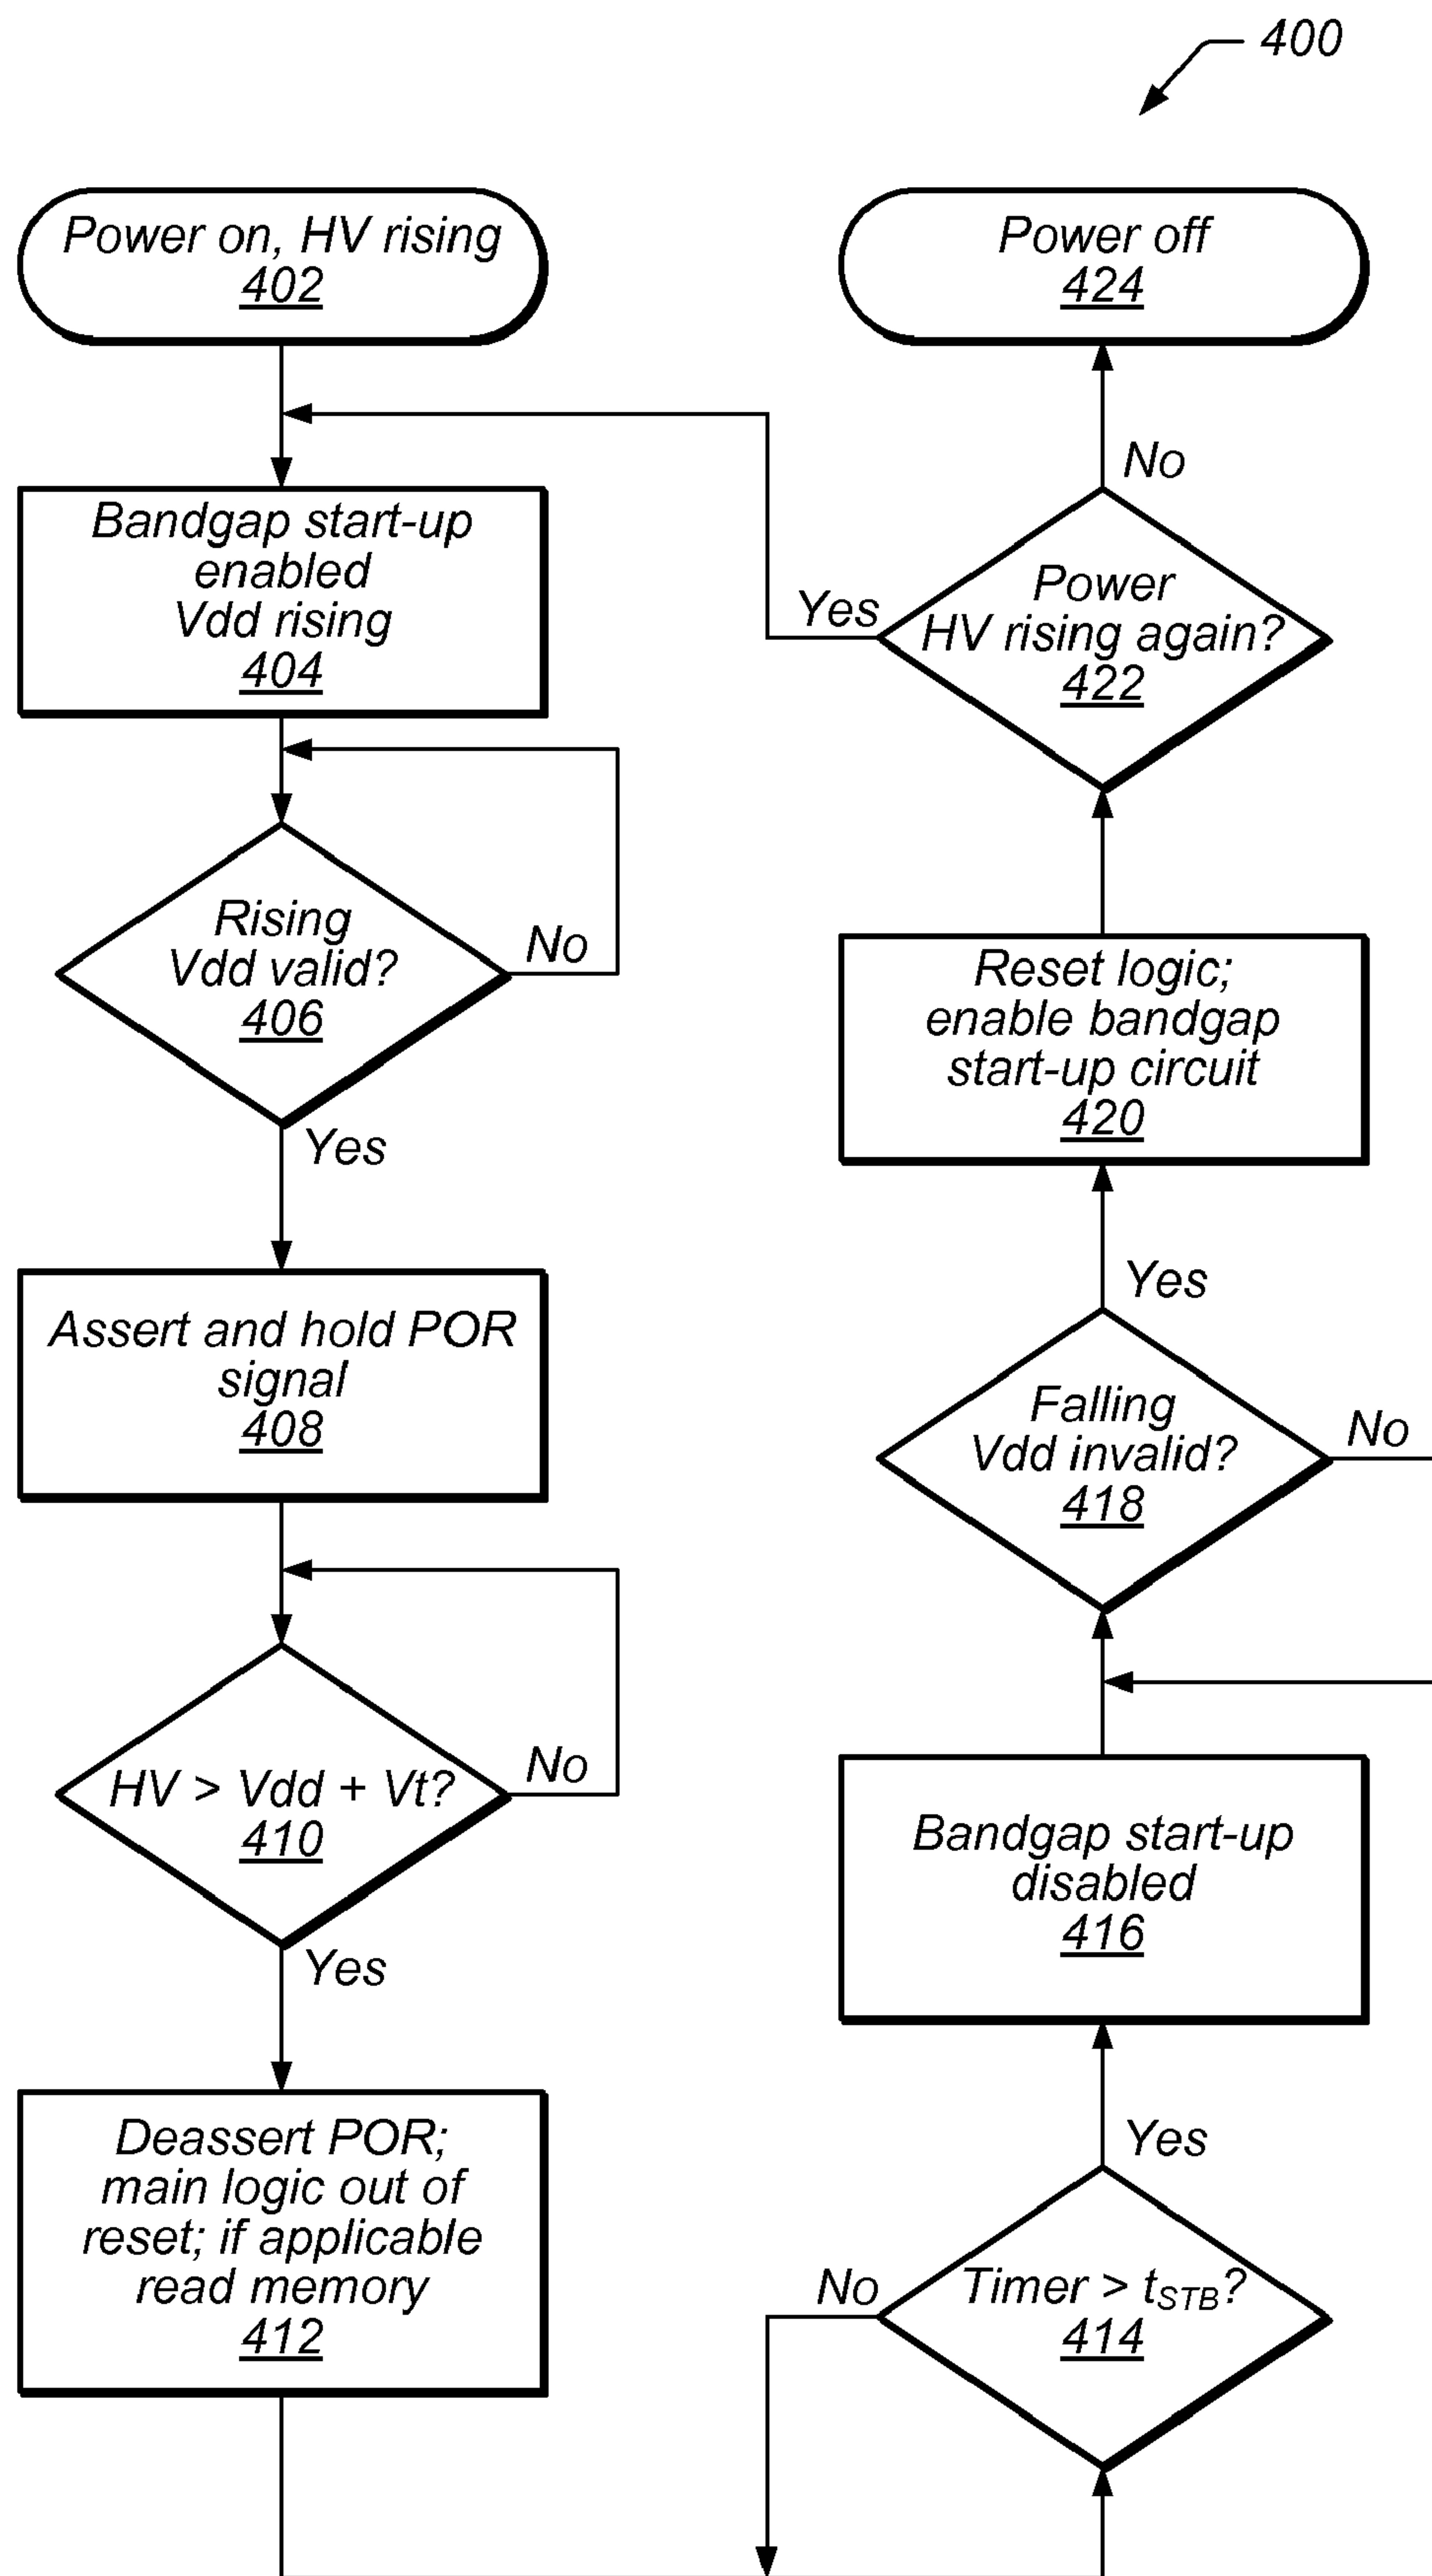 400
Power on, HV rising
402
Bandgap start-up
enabled
Vdd rising
404
Rising
Vdd valid?
406
No
Yes
Assert and hold POR
signal
408
HV > Vdd + Vt?
410
No
Yes
Deassert POR;
main logic out of
reset; if applicable
read memory
412
Power off
424
No
Power
HV rising again?
422
Yes
Reset logic;
enable bandgap
start-up circuit
420
Yes
Falling
Vdd invalid?
418
No
Bandgap start-up
disabled
416
Yes
Timer > tSTB?
414
No